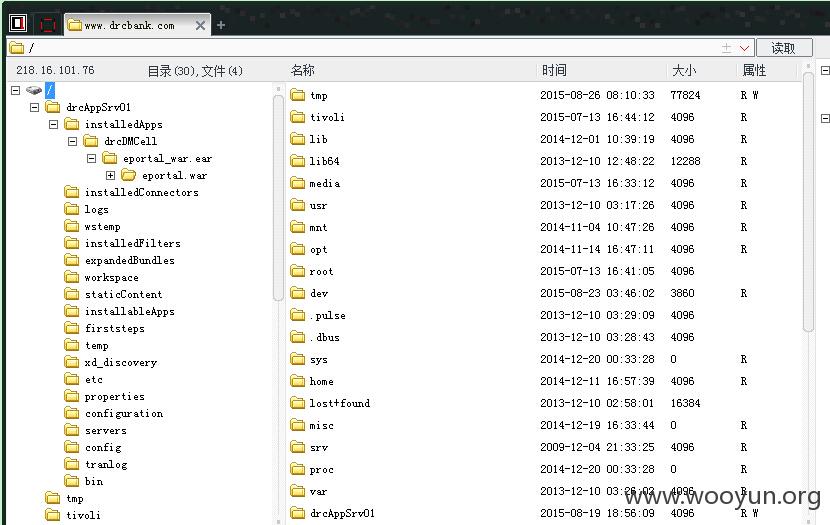 www.drcbank.com
/
读取
218.16.101.76 目录(30),文件(4) 名称 时间 大小 属性
/
drcAppSrv01
installedApps
drcDMCell
eportal_war.ear
eportal.war
installedConnectors
logs
wstemp
installedFilters
expandedBundles
workspace
staticContent
installableApps
firststeps
temp
xd_discovery
etc
properties
configuration
servers
config
tranlog
bin
tmp
tivoli
tmp 2015-08-26 08:10:33 77824 R W
tivoli 2015-07-13 16:44:12 4096 R
lib 2014-12-01 10:39:19 4096 R
lib64 2013-12-10 12:48:22 12288 R
media 2015-07-13 16:33:12 4096 R
usr 2013-12-10 03:17:26 4096 R
mnt 2014-11-04 10:47:26 4096 R
opt 2014-11-14 16:47:11 4096 R
root 2015-07-13 16:41:05 4096
dev 2015-08-23 03:46:02 3860 R
.pulse 2013-12-10 03:29:09 4096
.dbus 2013-12-10 03:28:43 4096
sys 2014-12-20 00:33:28 0 R
home 2014-12-11 16:57:39 4096 R
lost+found 2013-12-10 02:58:01 16384
misc 2014-12-19 16:33:44 0 R
srv 2009-12-04 21:33:25 4096 R
proc 2014-12-20 00:33:28 0 R
var 2013-12-10 03:26:02 4096 R
drcAppSrv01 2015-08-19 18:56:09 4096 R W
www.wooyun.org